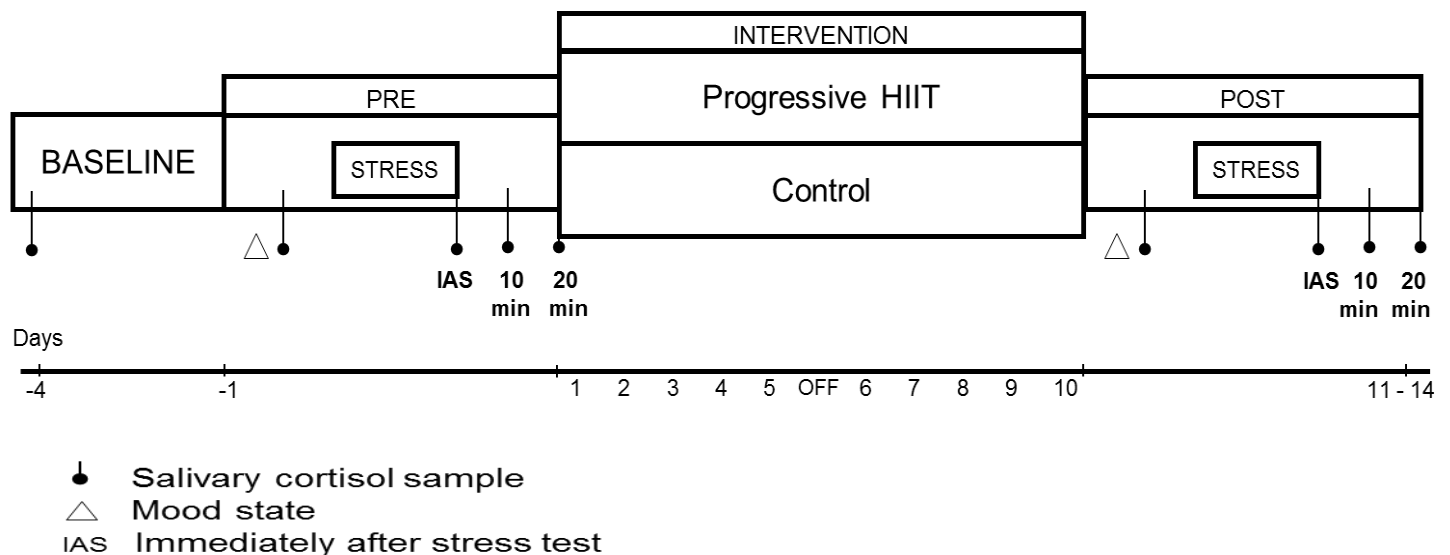 INTERVENTION
Progressive HIIT
PRE
POST
BASELINE
STRESS
Control
STRESS
IAS 10 min
20 min
IAS 10 min
20 min
Days
-4 -1 1 2 3 4 5 OFF 6 7 8 9 10 11 - 14
Salivary cortisol sample
Mood state
IAS Immediately after stress test